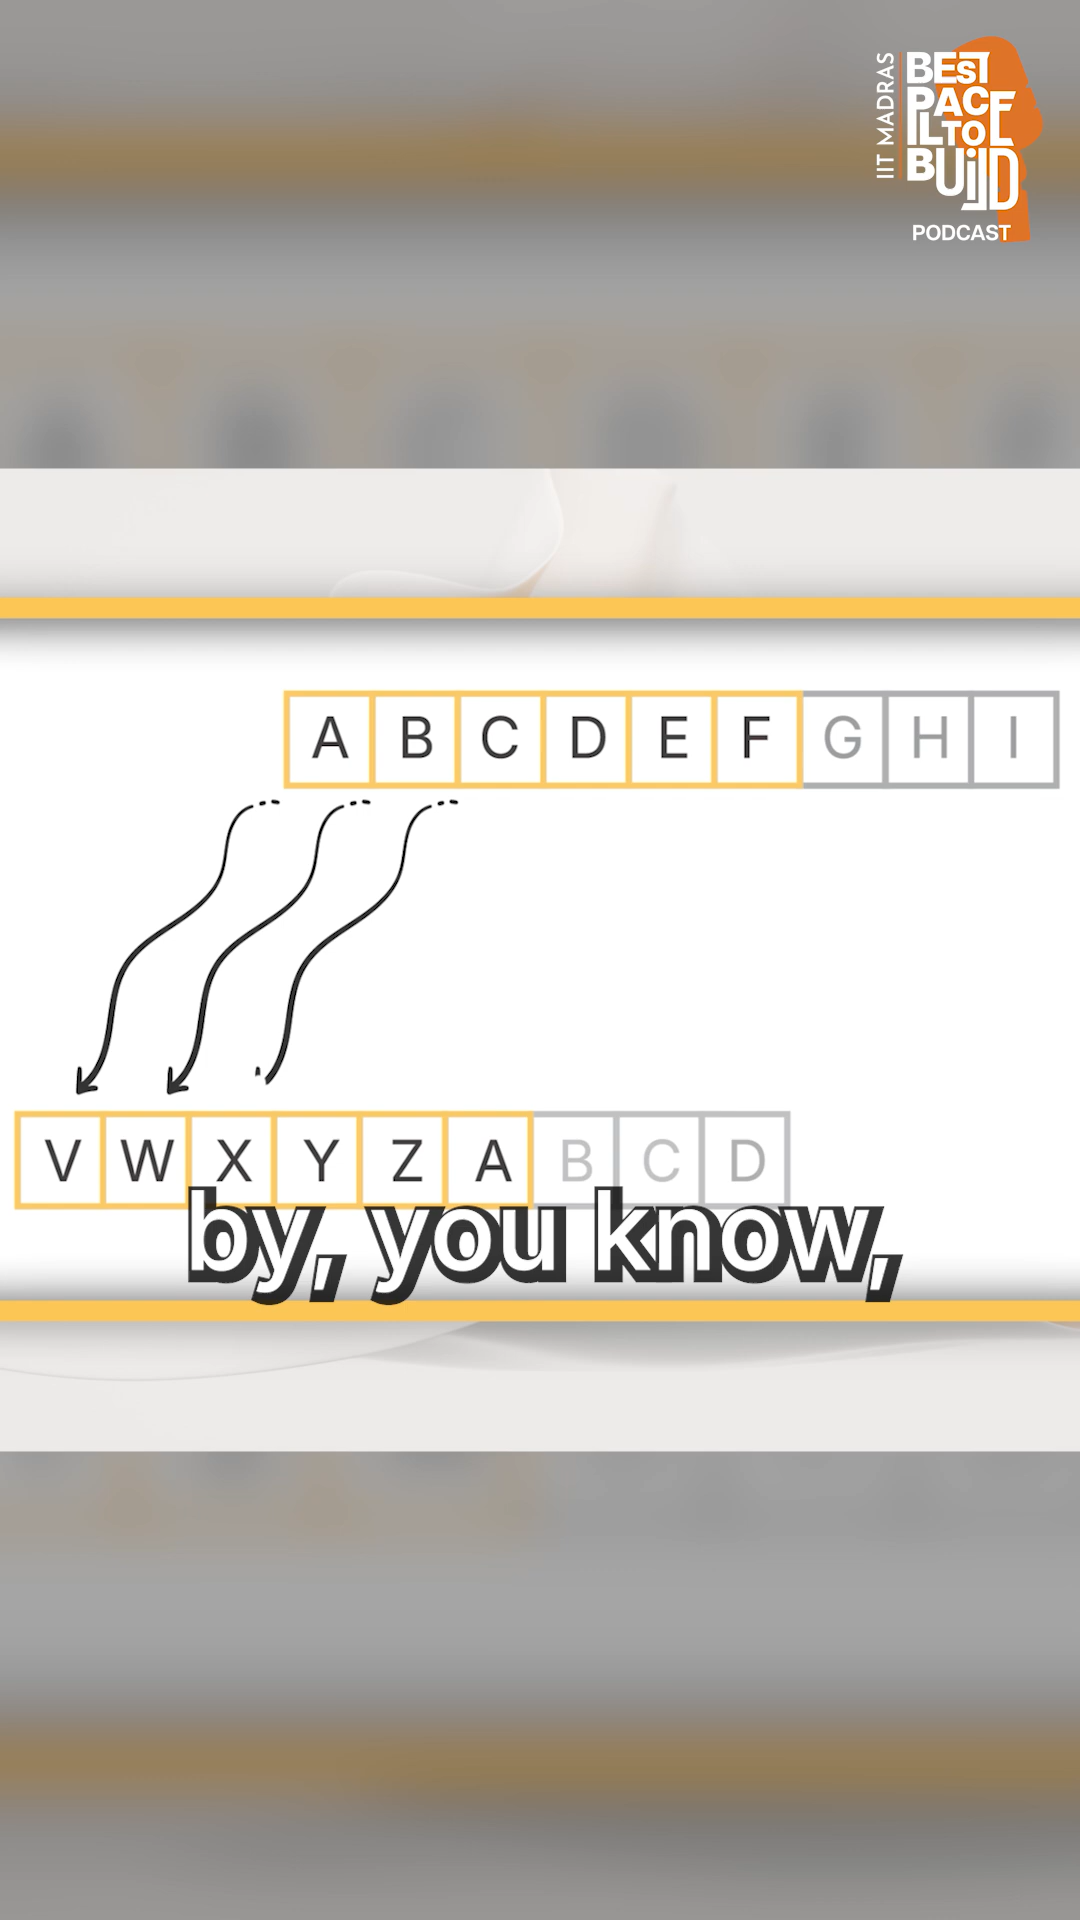 IIT MADRAS
BEST
PLACE
TO
BUILD
PODCAST
A B C D E F G H I
V W X Y Z A B C D
by, you know,